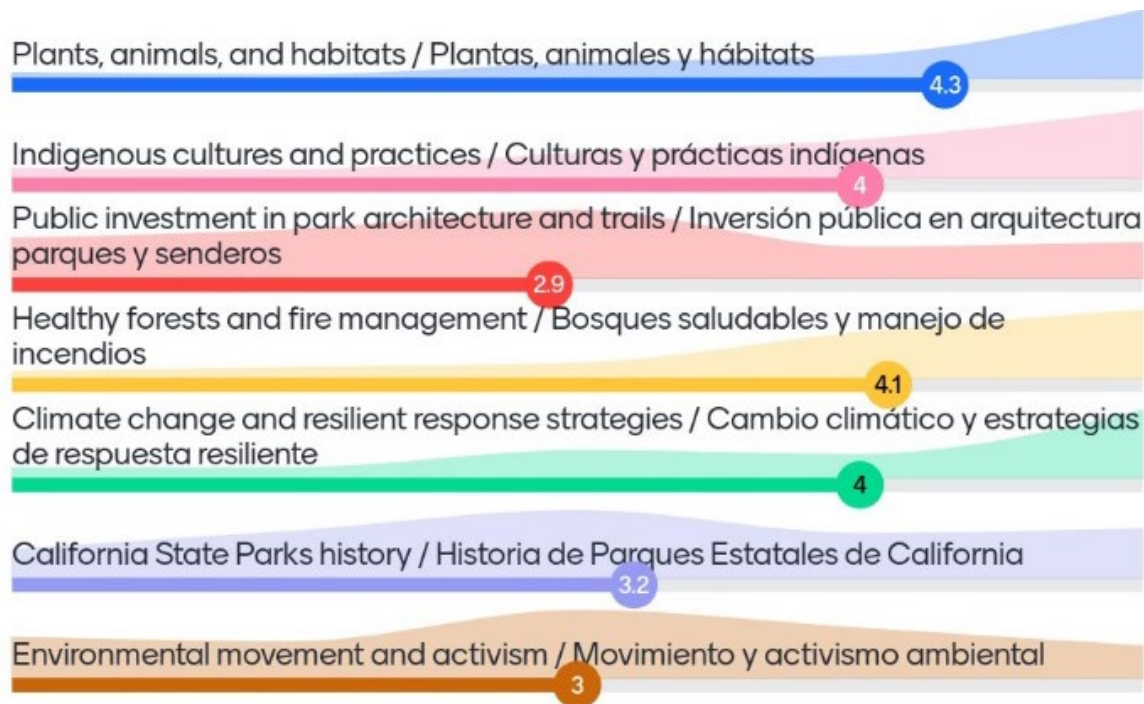 Plants, animals, and habitats / Plantas, animales y hábitats
4.3
Indigenous cultures and practices / Culturas y prácticas indígenas
4
Public investment in park architecture and trails / Inversión pública en arquitectura
parques y senderos
2.9
Healthy forests and fire management / Bosques saludables y manejo de
incendios
4.1
Climate change and resilient response strategies / Cambio climático y estrategias
de respuesta resiliente
4
California State Parks history / Historia de Parques Estatales de California
3.2
Environmental movement and activism / Movimiento y activismo ambiental
3